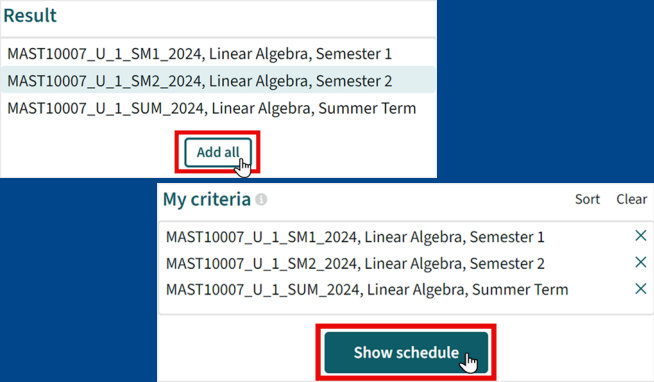 Result
MAST10007_U_1_SM1_2024, Linear Algebra, Semester 1
MAST10007_U_1_SM2_2024, Linear Algebra, Semester 2
MAST10007_U_1_SUM_2024, Linear Algebra, Summer Term
Add all
My criteria i Sort Clear
MAST10007_U_1_SM1_2024, Linear Algebra, Semester 1
MAST10007_U_1_SM2_2024, Linear Algebra, Semester 2
MAST10007_U_1_SUM_2024, Linear Algebra, Summer Term
Show schedule